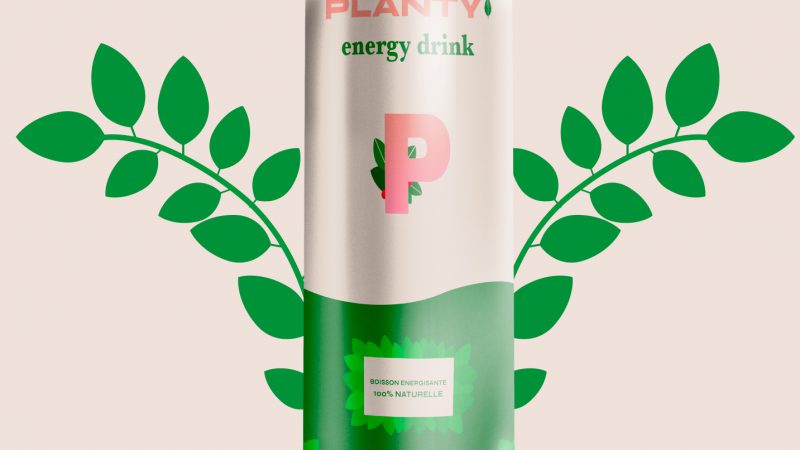 PLANTY
energy drink
P
BOISSON ENERGISANTE
100% NATURELLE